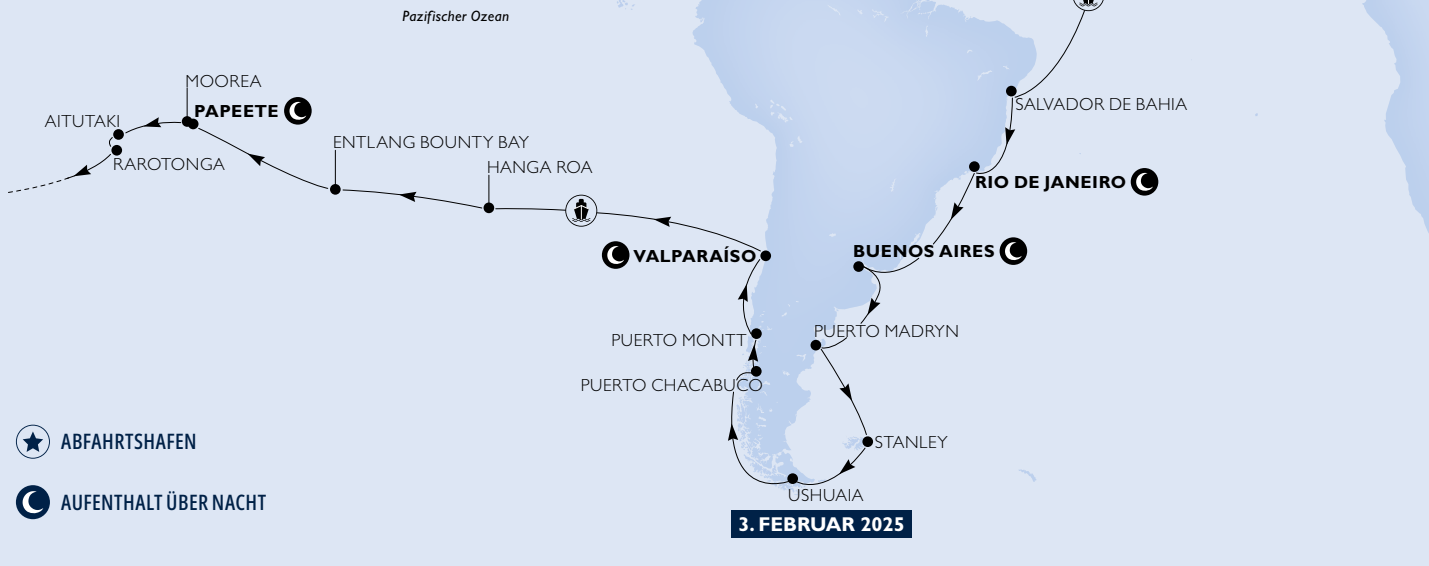 Pazifischer Ozean
MOOREA
PAPEETE
AITUTAKI
SALVADOR DE BAHIA
ENTLANG BOUNTY BAY
RAROTONGA
HANGA ROA
RIO DE JANEIRO
BUENOS AIRES
VALPARAÍSO
PUERTO MADRYN
PUERTO MONTT
PUERTO CHACABUCO
ABFAHRTSHAFEN
STANLEY
USHUAIA
AUFENTHALT ÜBER NACHT
3. FEBRUAR 2025